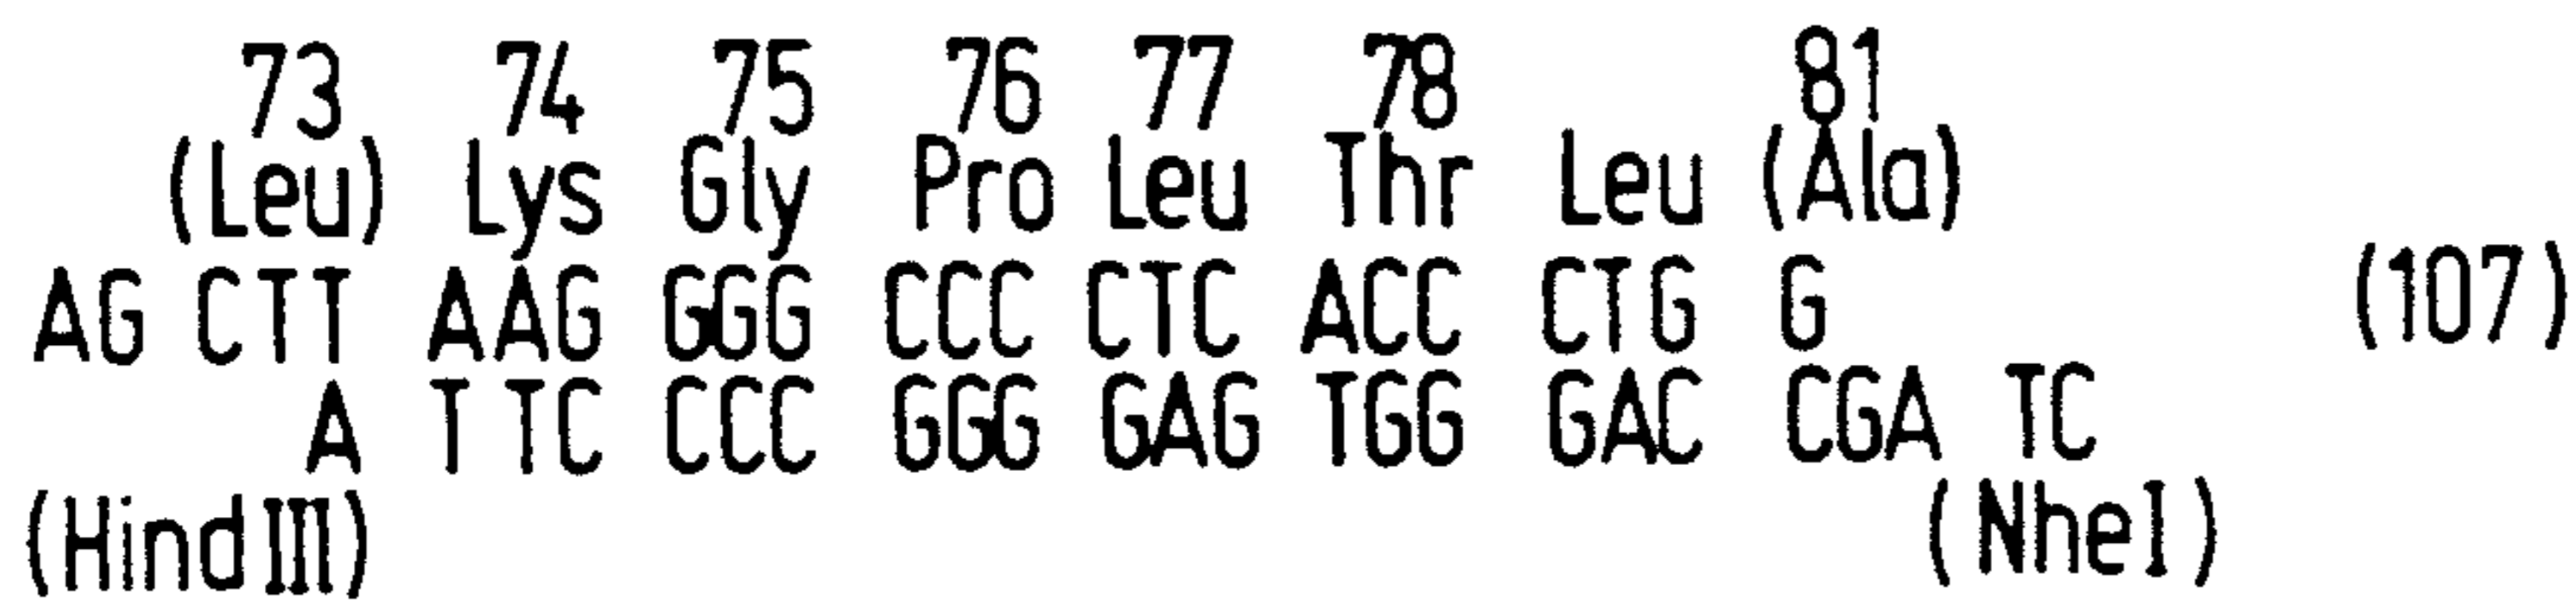 73 74 75 76 77 78 81
(Leu) Lys Gly Pro Leu Thr Leu (Ala)
AG CTT AAG GGG CCC CTC ACC CTG G (107)
A TTC CCC GGG GAG TGG GAC CGA TC
(HindIII) (NheI)